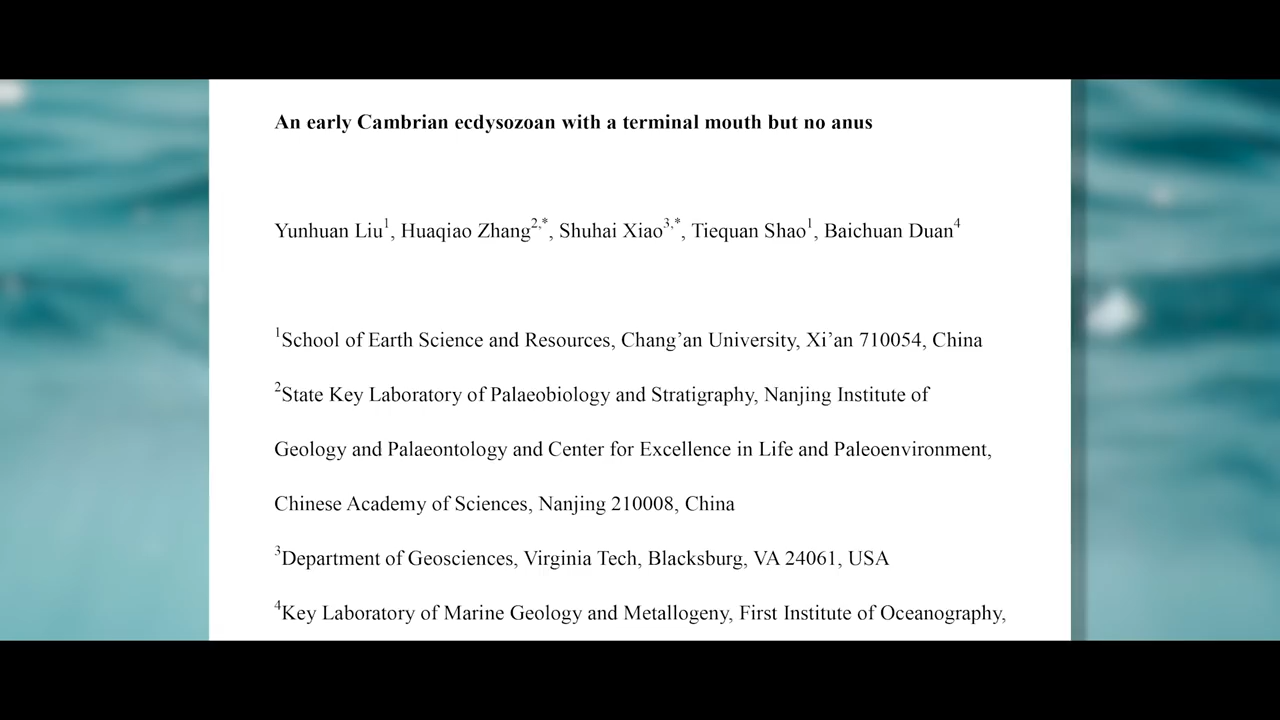 An early Cambrian ecdysozoan with a terminal mouth but no anus
Yunhuan Liu1, Huaqiao Zhang2,*, Shuhai Xiao3,*, Tiequan Shao1, Baichuan Duan4
1School of Earth Science and Resources, Chang’an University, Xi’an 710054, China
2State Key Laboratory of Palaeobiology and Stratigraphy, Nanjing Institute of
Geology and Palaeontology and Center for Excellence in Life and Paleoenvironment,
Chinese Academy of Sciences, Nanjing 210008, China
3Department of Geosciences, Virginia Tech, Blacksburg, VA 24061, USA
4Key Laboratory of Marine Geology and Metallogeny, First Institute of Oceanography,